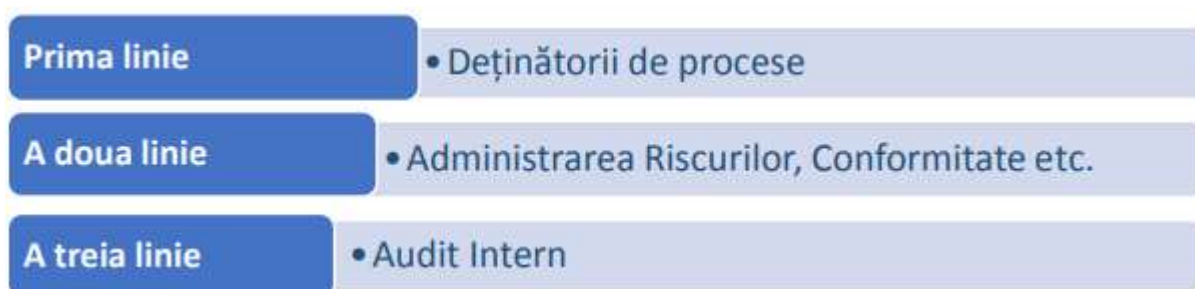 Prima linie • Deținătorii de procese
A doua linie • Administrarea Riscurilor, Conformitate etc.
A treia linie • Audit Intern